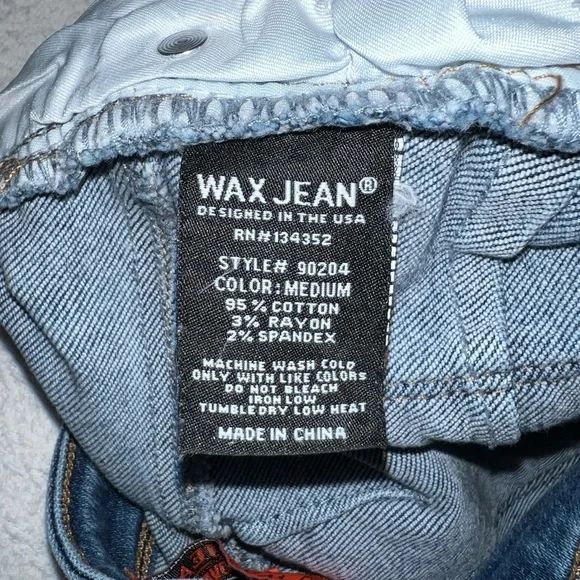 WAX JEAN®
DESIGNED IN THE USA
RN#134352
STYLE# 90204
COLOR: MEDIUM
95% COTTON
3% RAYON
2% SPANDEX
MACHINE WASH COLD
ONLY WITH LIKE COLORS
DO NOT BLEACH
IRON LOW
TUMBLE DRY LOW HEAT
MADE IN CHINA